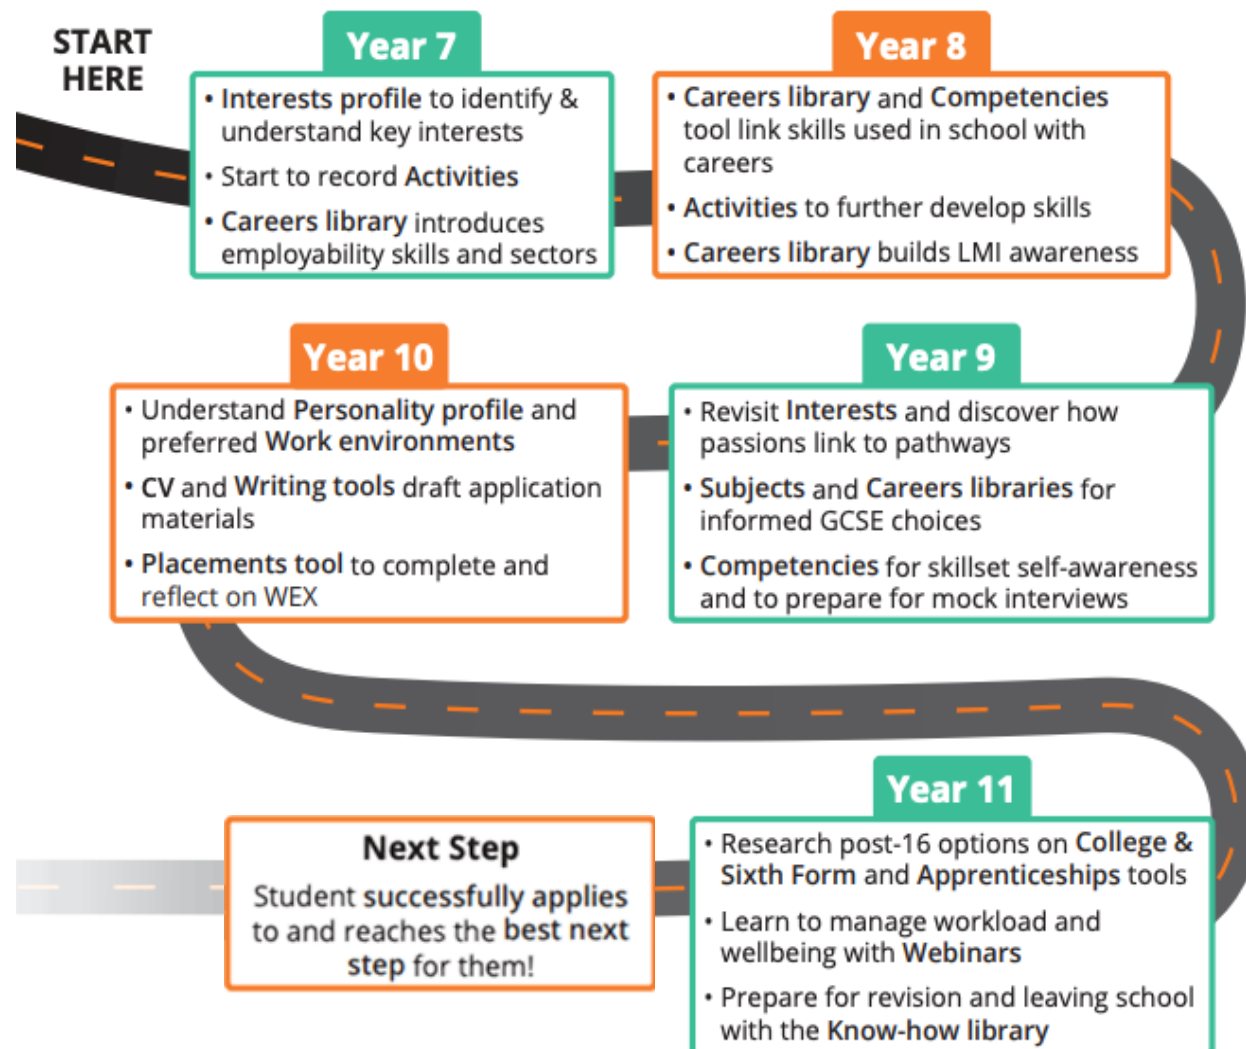 START
HERE
Year 7
• Interests profile to identify &
understand key interests
• Start to record Activities
• Careers library introduces
employability skills and sectors
Year 8
• Careers library and Competencies
tool link skills used in school with
careers
• Activities to further develop skills
• Careers library builds LMI awareness
Year 9
• Revisit Interests and discover how
passions link to pathways
• Subjects and Careers libraries for
informed GCSE choices
• Competencies for skillset self-awareness
and to prepare for mock interviews
Year 10
• Understand Personality profile and
preferred Work environments
• CV and Writing tools draft application
materials
• Placements tool to complete and
reflect on WEX
Year 11
• Research post-16 options on College &
Sixth Form and Apprenticeships tools
• Learn to manage workload and
wellbeing with Webinars
• Prepare for revision and leaving school
with the Know-how library
Next Step
Student successfully applies
to and reaches the best next
step for them!